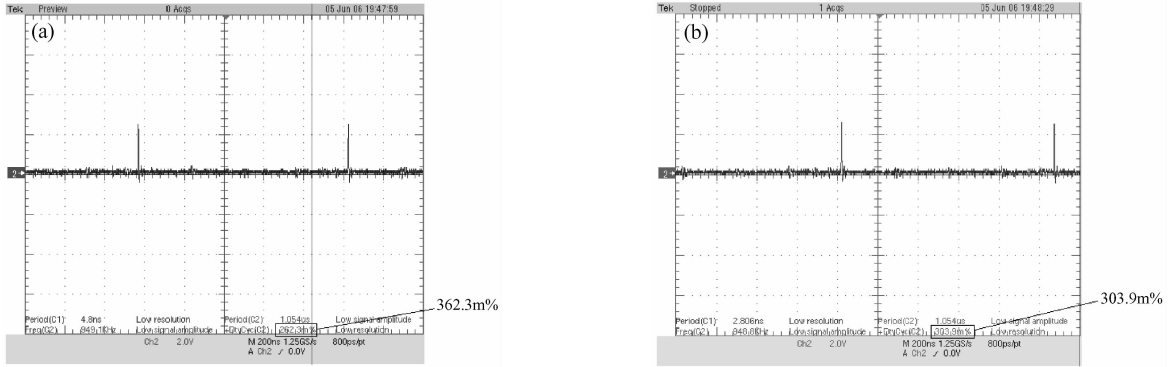 Tek Preview 0 Acqs 05 Jun 06 19:47:59
(a)
2
Period(C1) 4.8ns Low resolution Period(C2) 1.054us Low signal amplitude
Freq(C2) 949.1KHz Low signal amplitude +DtyCyc(C2) 362.3m% Low resolution
362.3m%
Ch2 2.0V M 200ns 1.25GS/s 800ps/pt
A Ch2 ∕ 0.0V
Tek Stopped 1 Acqs 05 Jun 06 19:48:29
(b)
2
Period(C1) 2.806ns Low resolution Period(C2) 1.054us Low signal amplitude
Freq(C2) 948.8KHz Low signal amplitude +DtyCyc(C2) 303.9m% Low resolution
303.9m%
Ch2 2.0V M 200ns 1.25GS/s 800ps/pt
A Ch2 ∕ 0.0V